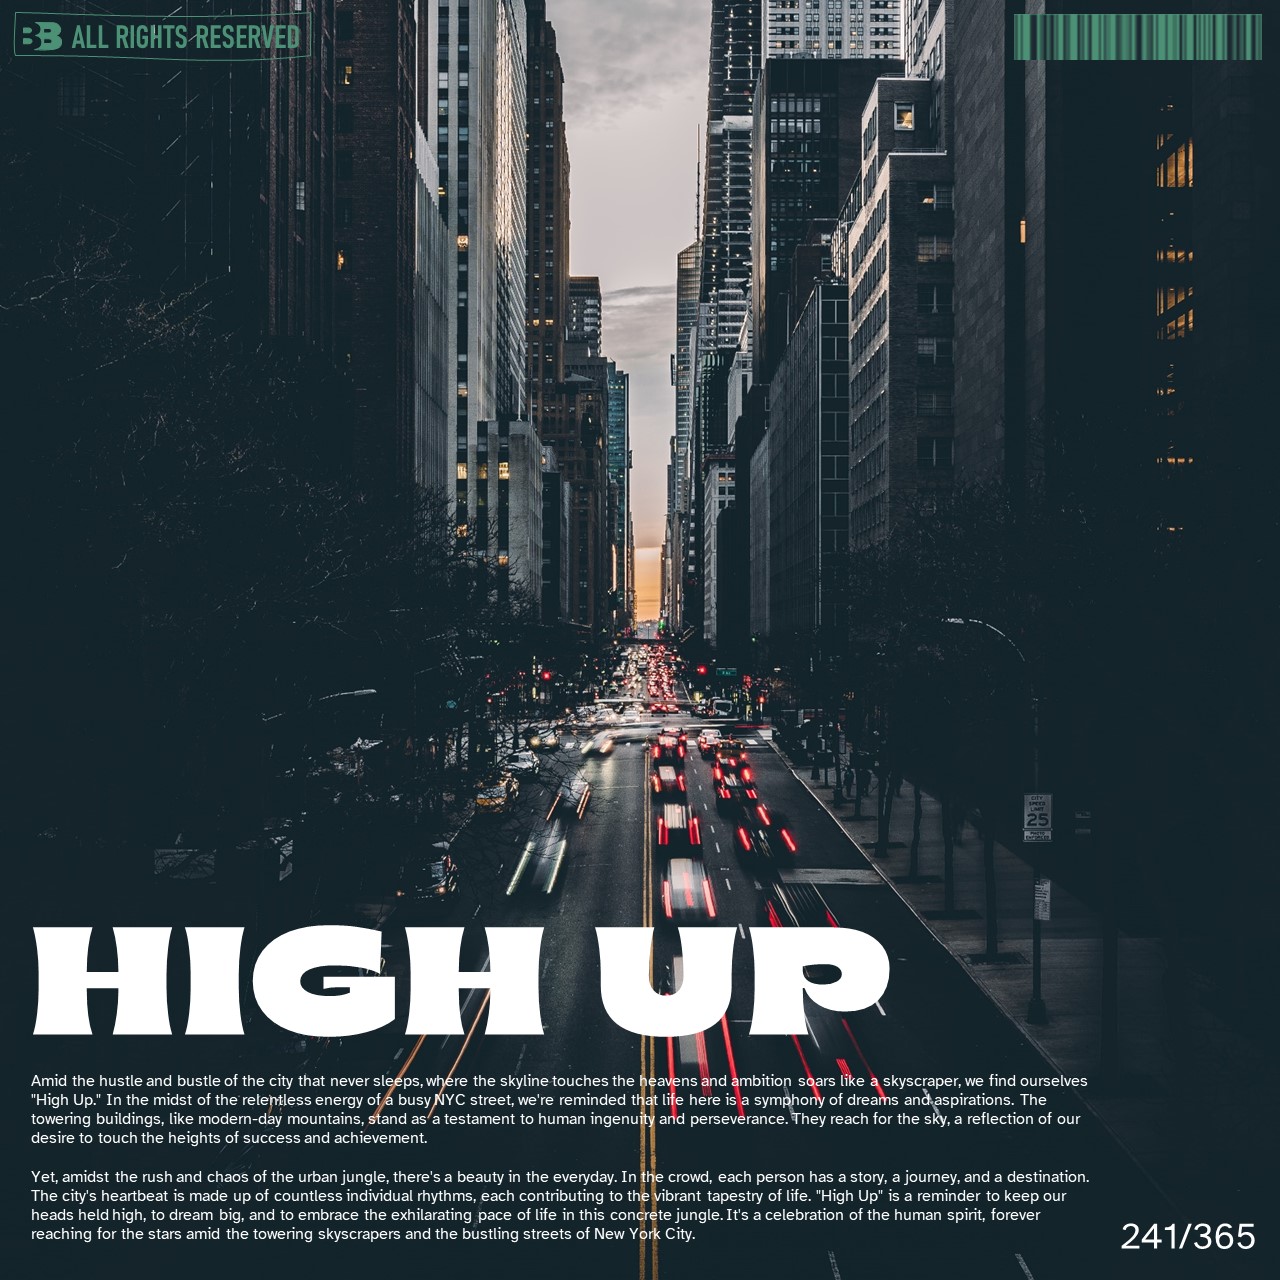 BB ALL RIGHTS RESERVED
CITY
SPEED
LIMIT
25
PHOTO
ENFORCED
HIGH UP
Amid the hustle and bustle of the city that never sleeps, where the skyline touches the heavens and ambition soars like a skyscraper, we find ourselves
"High Up." In the midst of the relentless energy of a busy NYC street, we're reminded that life here is a symphony of dreams and aspirations. The
towering buildings, like modern-day mountains, stand as a testament to human ingenuity and perseverance. They reach for the sky, a reflection of our
desire to touch the heights of success and achievement.
Yet, amidst the rush and chaos of the urban jungle, there's a beauty in the everyday. In the crowd, each person has a story, a journey, and a destination.
The city's heartbeat is made up of countless individual rhythms, each contributing to the vibrant tapestry of life. "High Up" is a reminder to keep our
heads held high, to dream big, and to embrace the exhilarating pace of life in this concrete jungle. It's a celebration of the human spirit, forever
reaching for the stars amid the towering skyscrapers and the bustling streets of New York City.
241/365